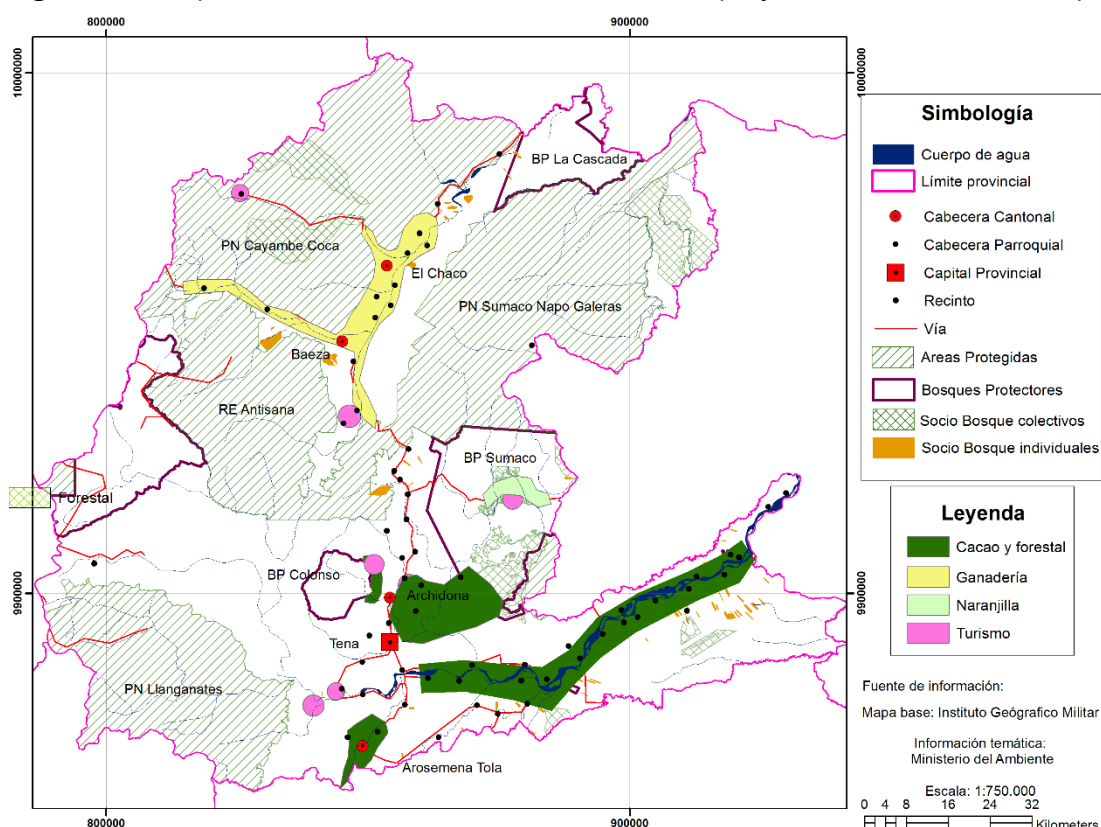 800000
900000
10000000
10000000
BP La Cascada
PN Cayambe Coca
El Chaco
PN Sumaco Napo Galeras
Baeza
RE Antisana
BP Sumaco
Forestal
BP Colonso
Archidona
Tena
PN Llanganates
Arosemena Tola
9900000
800000
900000
Simbología
Cuerpo de agua
Límite provincial
Cabecera Cantonal
Cabecera Parroquial
Capital Provincial
Recinto
Vía
Areas Protegidas
Bosques Protectores
Socio Bosque colectivos
Socio Bosque individuales
Leyenda
Cacao y forestal
Ganadería
Naranjilla
Turismo
Fuente de información:
Mapa base: Instituto Geógrafico Militar
Información temática:
Ministerio del Ambiente
Escala: 1:750.000
0 4 8 16 24 32
Kilometers